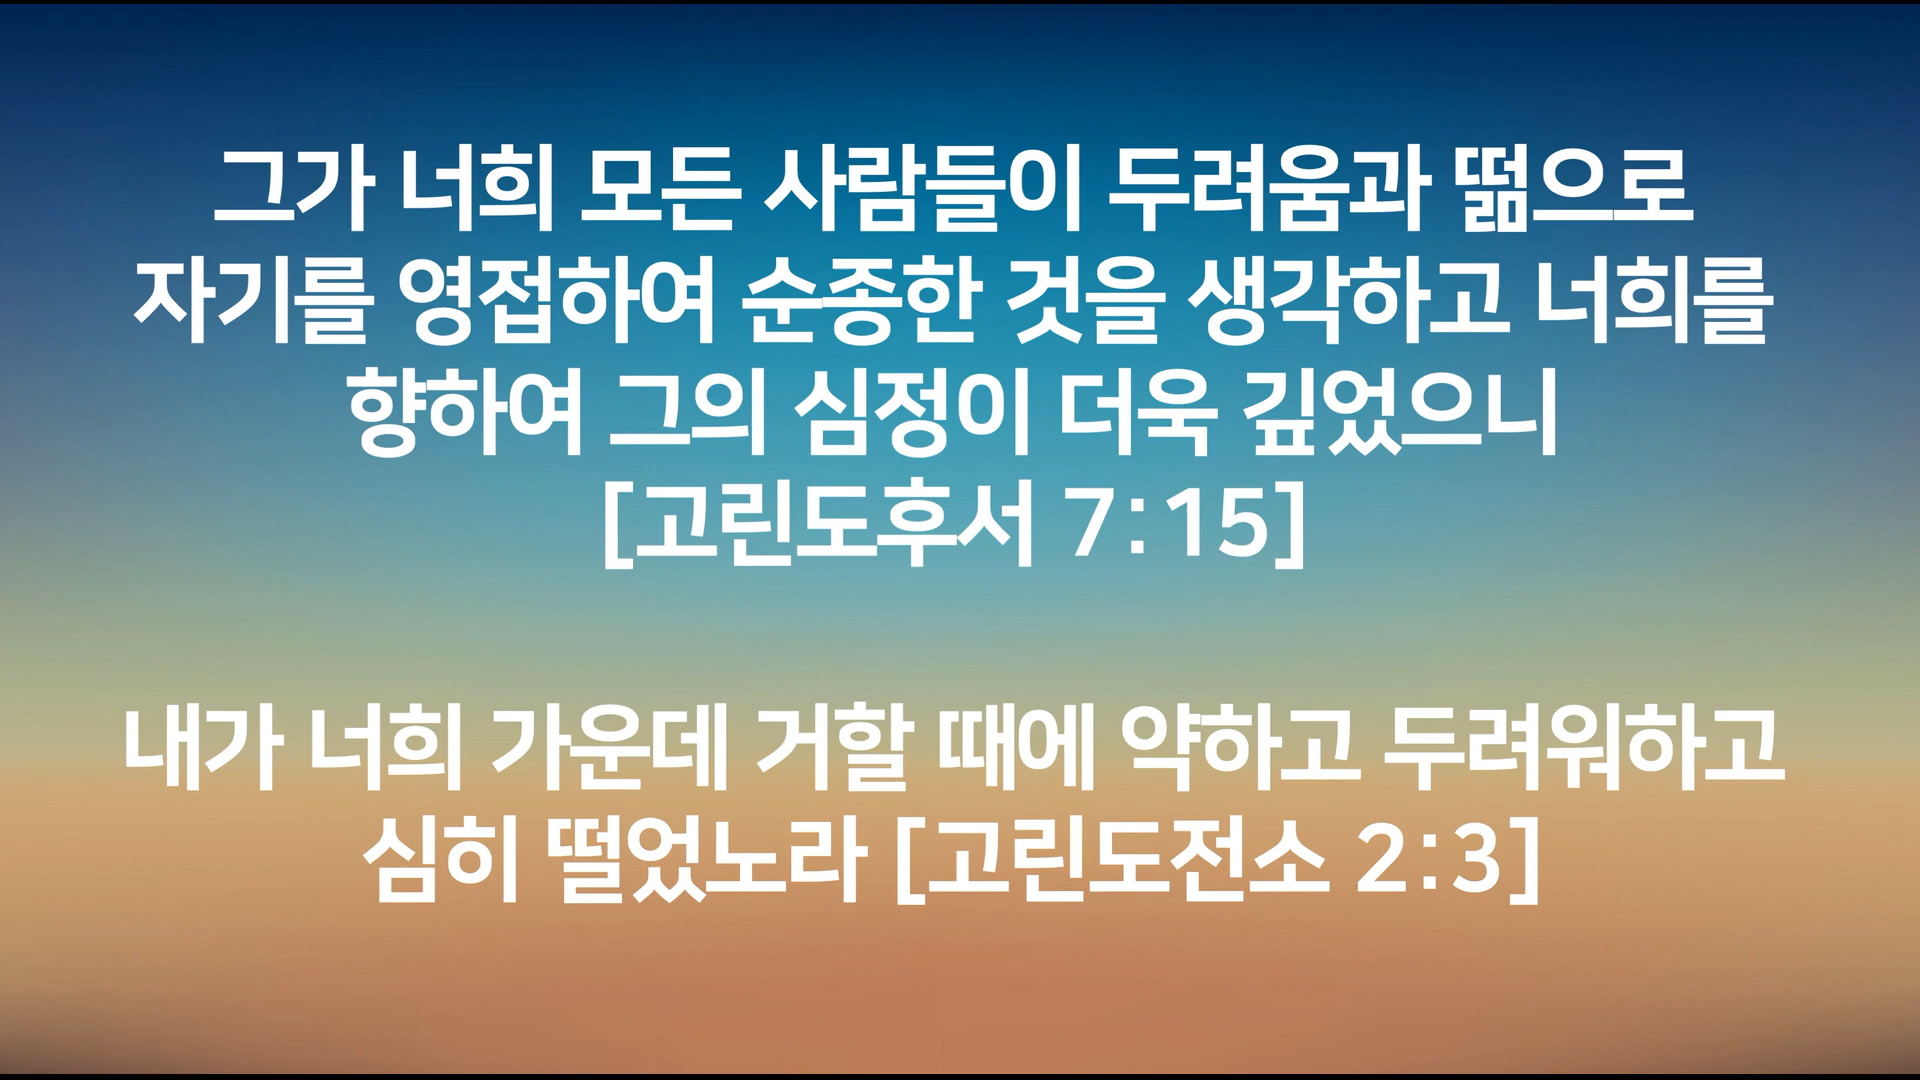 그가 너희 모든 사람들이 두려움과 떪으로
자기를 영접하여 순종한 것을 생각하고 너희를
향하여 그의 심정이 더욱 깊었으니
[고린도후서 7:15]
내가 너희 가운데 거할 때에 약하고 두려워하고
심히 떨었노라 [고린도전소 2:3]